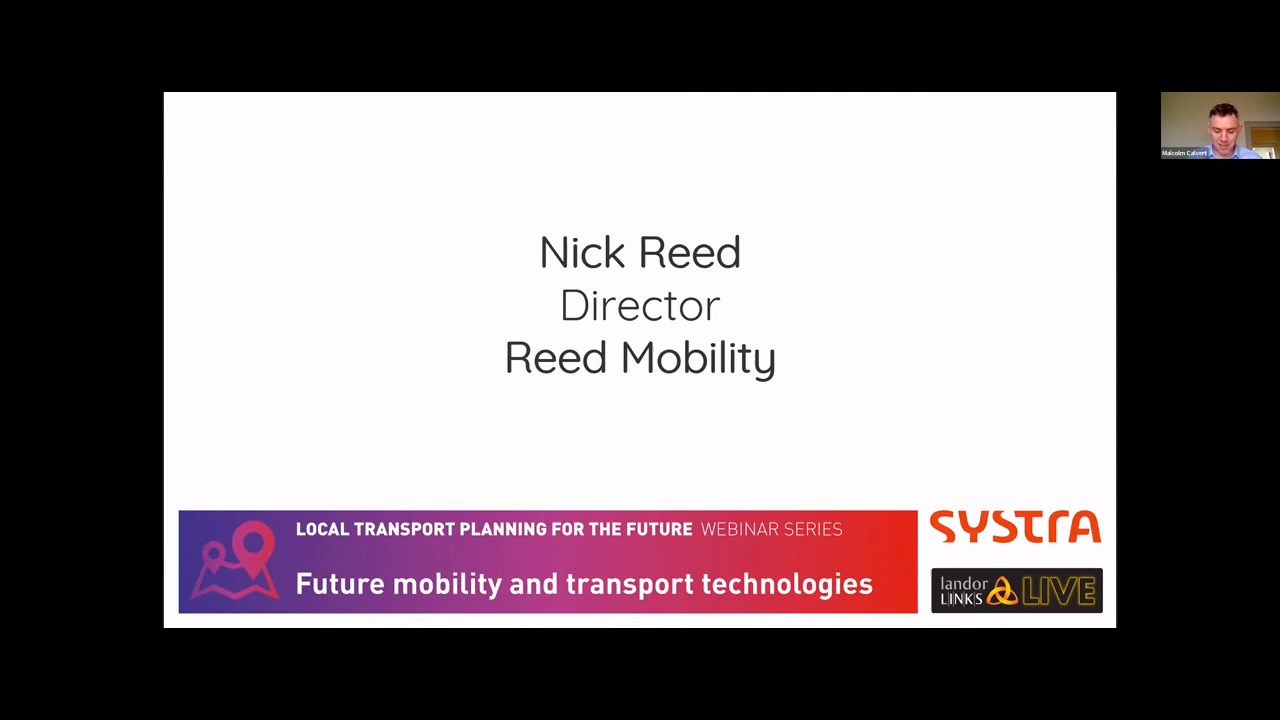 Nick Reed
Director
Reed Mobility
Malcolm Calvert
LOCAL TRANSPORT PLANNING FOR THE FUTURE WEBINAR SERIES
Future mobility and transport technologies
SYSTRA
landor
LINKS LIVE